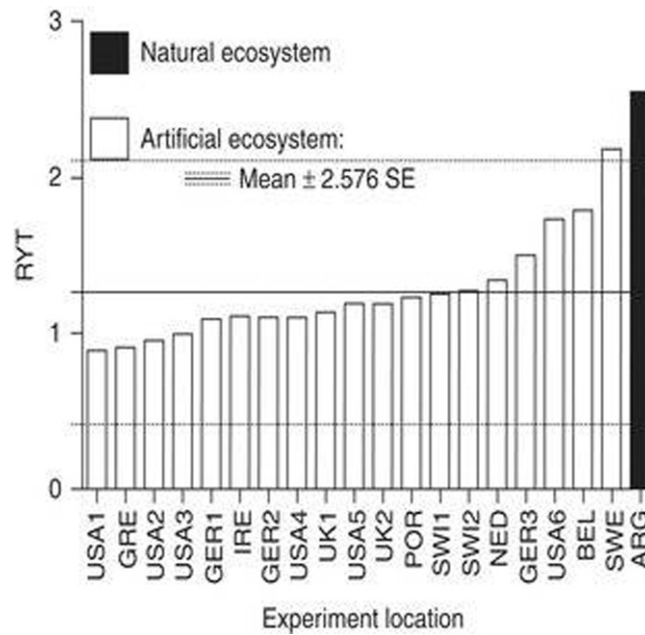 3
Natural ecosystem
Artificial ecosystem:
Mean ± 2.576 SE
2
RYT
1
0
USA1
GRE
USA2
USA3
GER1
IRE
GER2
USA4
UK1
USA5
UK2
POR
SWI1
SWI2
NED
GER3
USA6
BEL
SWE
ARG
Experiment location